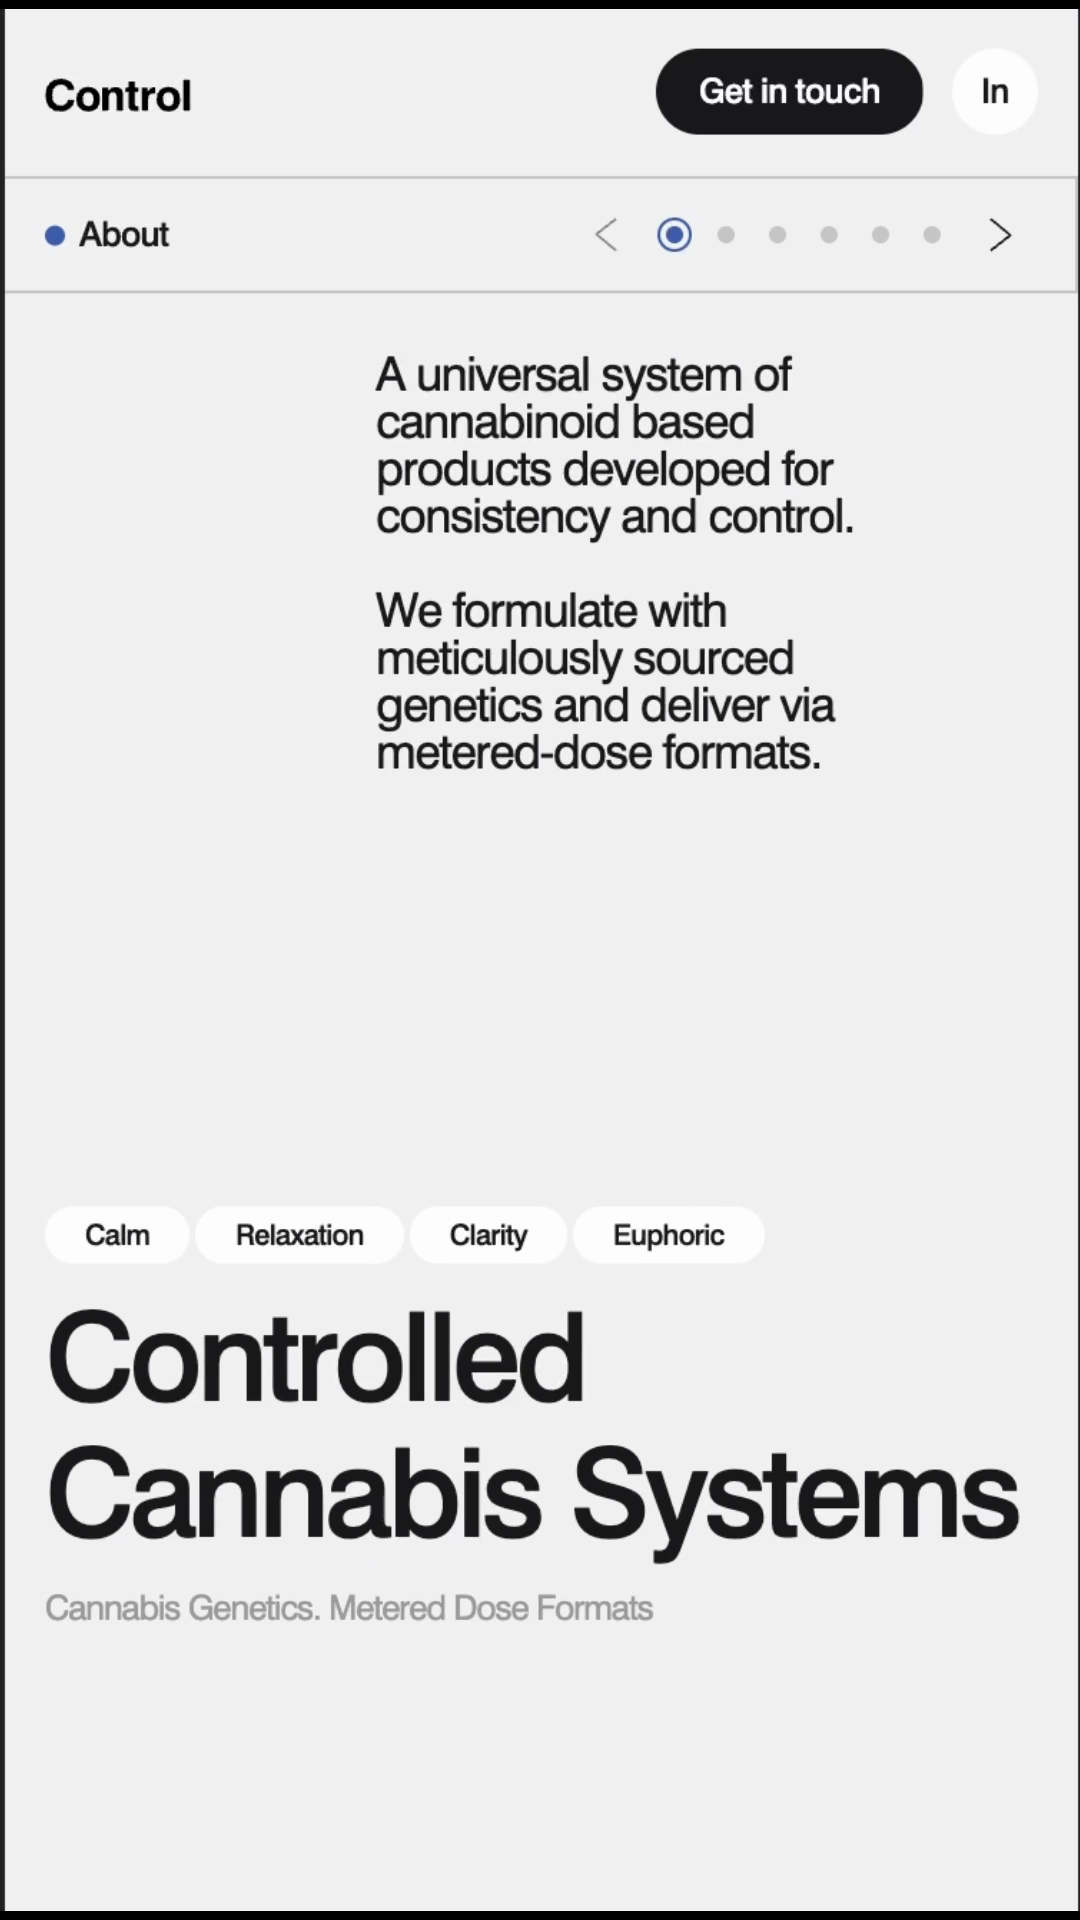 Control
Get in touch
In
About
A universal system of
cannabinoid based
products developed for
consistency and control.
We formulate with
meticulously sourced
genetics and deliver via
metered-dose formats.
Calm
Relaxation
Clarity
Euphoric
Controlled
Cannabis Systems
Cannabis Genetics. Metered Dose Formats